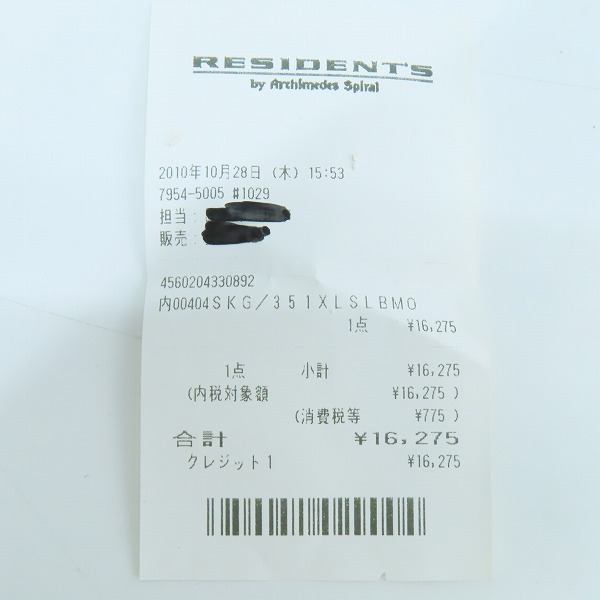 RESIDENT'S
by Archimedes Spiral
2010年10月28日 (木) 15:53
7954-5005 #1029
担当:
販売:
4560204330892
内00404SKG/351XLSLBMO
1点 ¥16,275
1点 小計 ¥16,275
(内税対象額 ¥16,275 )
(消費税等 ¥775 )
合計 ¥16,275
クレジット1 ¥16,275